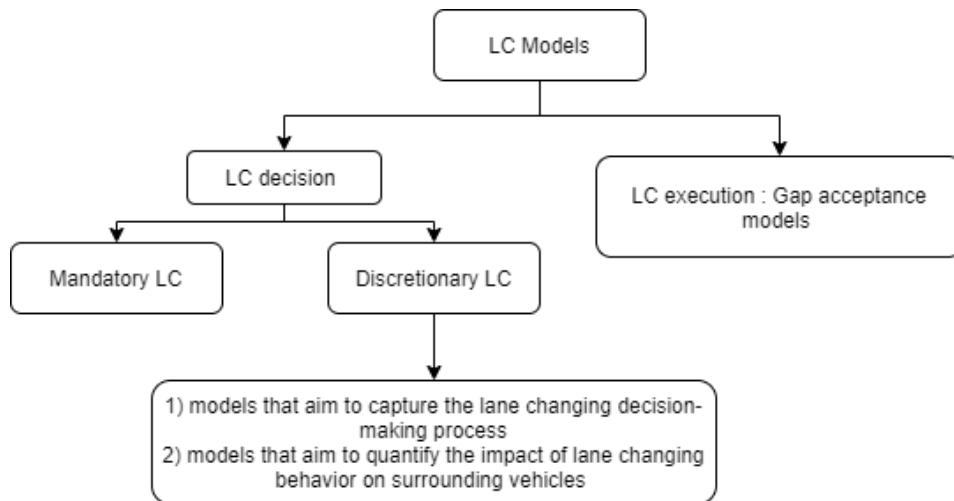 LC Models
LC decision
LC execution : Gap acceptance
models
Mandatory LC
Discretionary LC
1) models that aim to capture the lane changing decision-
making process
2) models that aim to quantify the impact of lane changing
behavior on surrounding vehicles